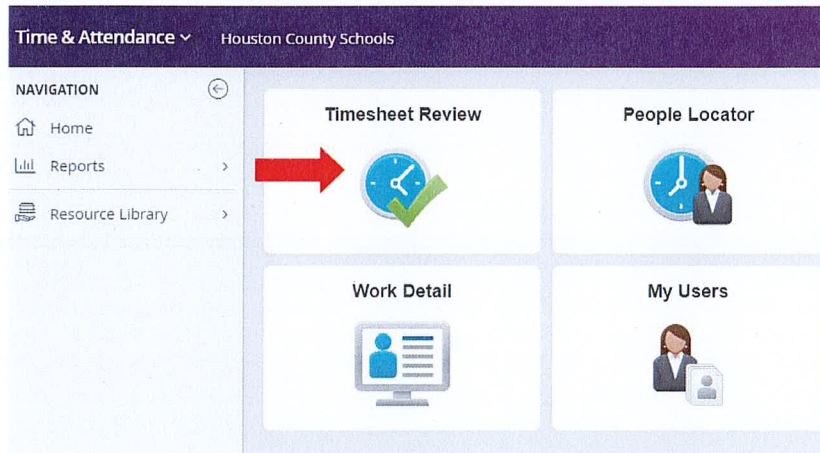 Time & Attendance
Houston County Schools
NAVIGATION
Home
Reports
Resource Library
Timesheet Review
People Locator
Work Detail
My Users